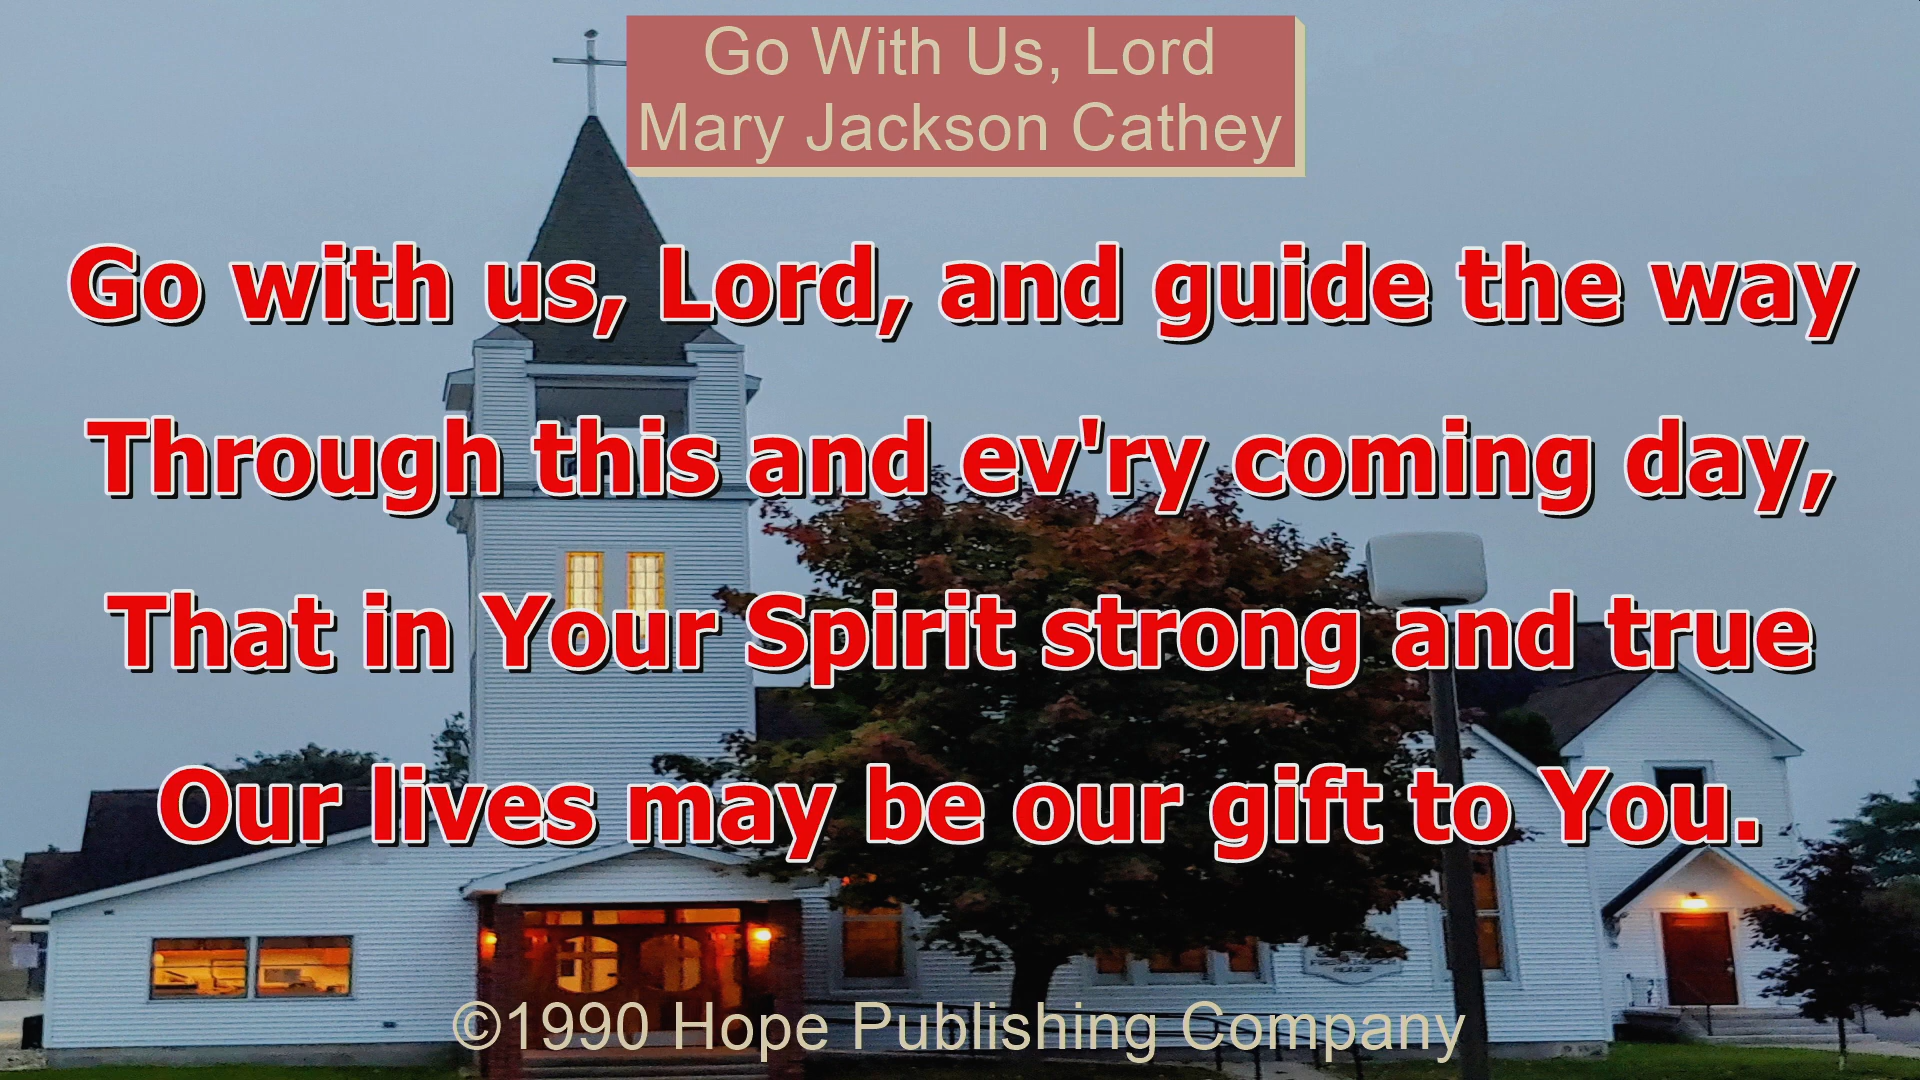 Go With Us, Lord
Mary Jackson Cathey
Go with us, Lord, and guide the way
Through this and ev'ry coming day,
That in Your Spirit strong and true
Our lives may be our gift to You.
©1990 Hope Publishing Company